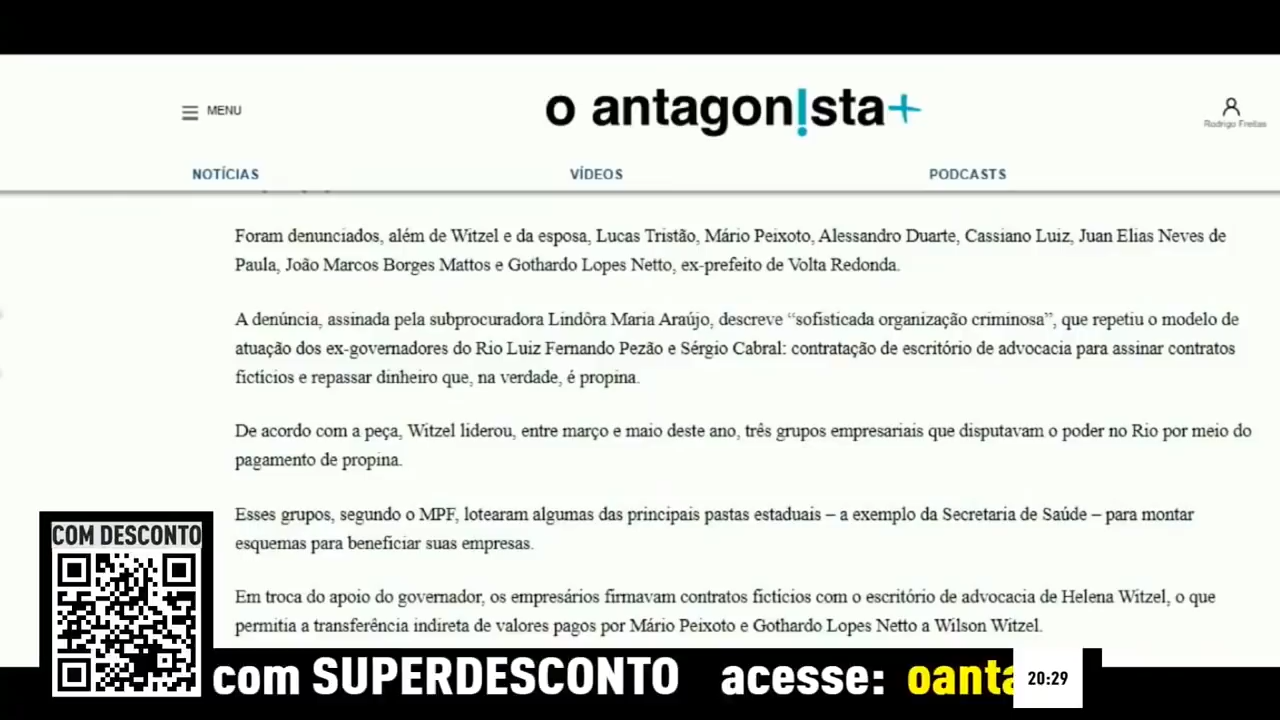 MENU
o antagon!sta+
Rodrigo Freitas
NOTÍCIAS
VÍDEOS
PODCASTS
Foram denunciados, além de Witzel e da esposa, Lucas Tristão, Mário Peixoto, Alessandro Duarte, Cassiano Luiz, Juan Elias Neves de
Paula, João Marcos Borges Mattos e Gothardo Lopes Netto, ex-prefeito de Volta Redonda.
A denúncia, assinada pela subprocuradora Lindôra Maria Araújo, descreve “sofisticada organização criminosa”, que repetiu o modelo de
atuação dos ex-governadores do Rio Luiz Fernando Pezão e Sérgio Cabral: contratação de escritório de advocacia para assinar contratos
fictícios e repassar dinheiro que, na verdade, é propina.
De acordo com a peça, Witzel liderou, entre março e maio deste ano, três grupos empresariais que disputavam o poder no Rio por meio do
pagamento de propina.
Esses grupos, segundo o MPF, lotearam algumas das principais pastas estaduais – a exemplo da Secretaria de Saúde – para montar
esquemas para beneficiar suas empresas.
Em troca do apoio do governador, os empresários firmavam contratos fictícios com o escritório de advocacia de Helena Witzel, o que
permitia a transferência indireta de valores pagos por Mário Peixoto e Gothardo Lopes Netto a Wilson Witzel.
COM DESCONTO
com SUPERDESCONTO acesse: oanta
20:29